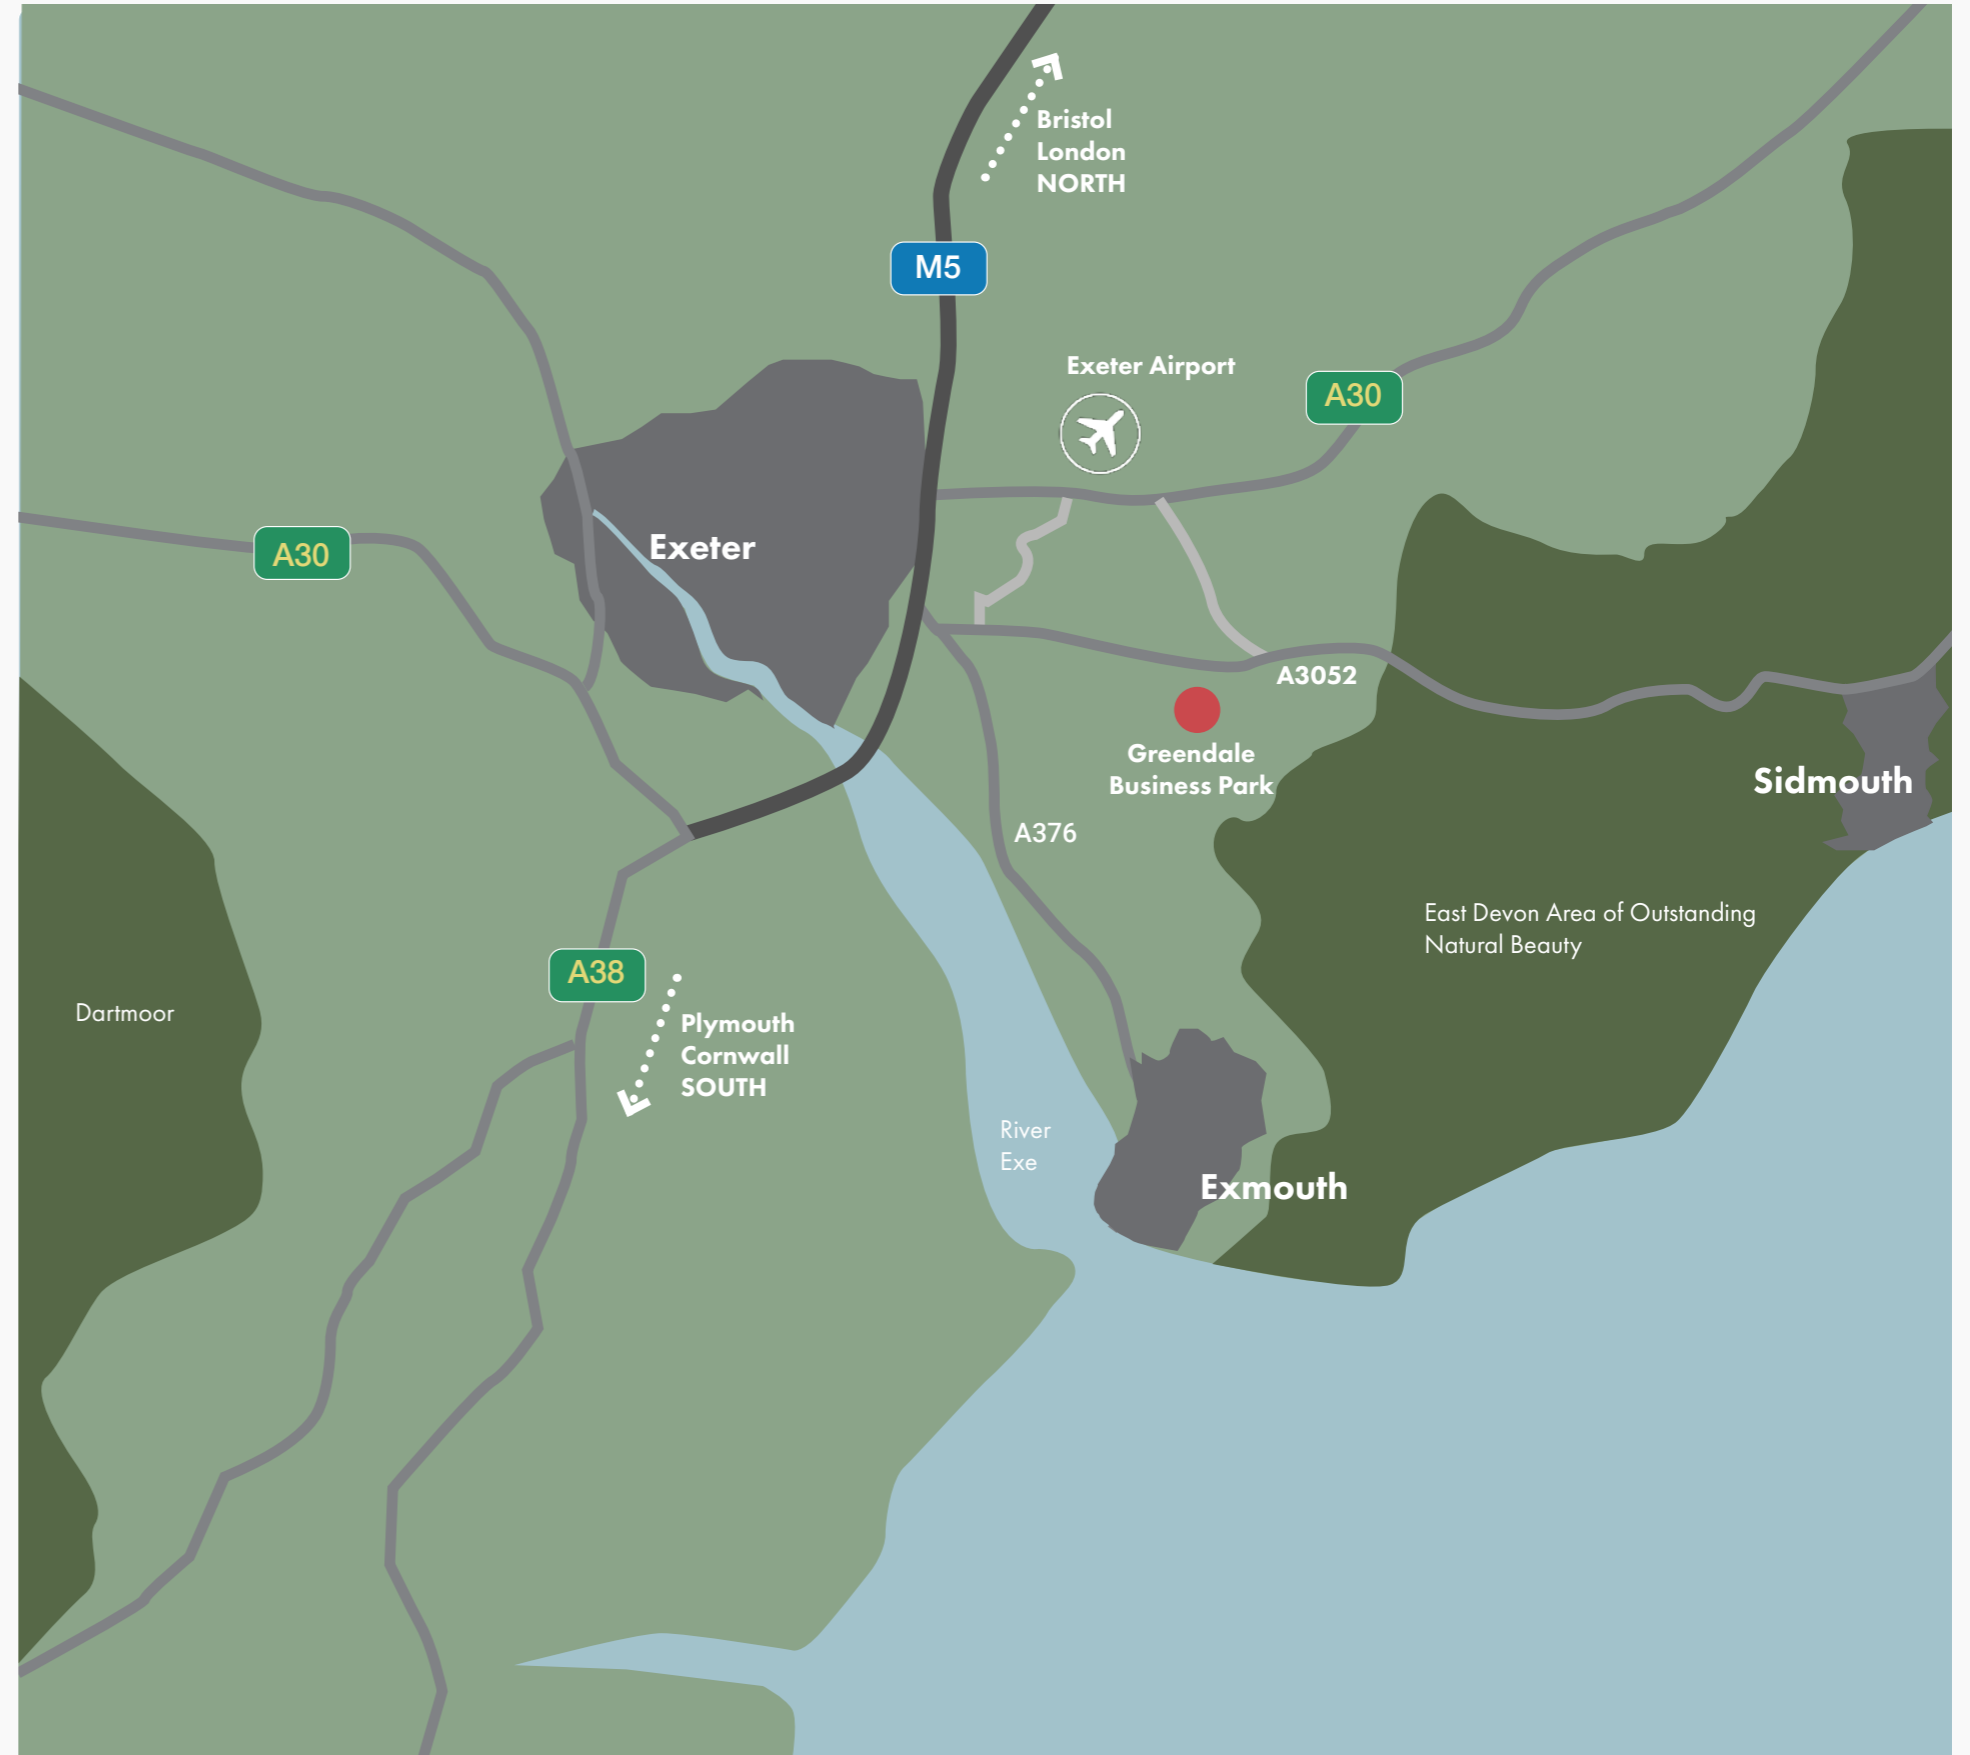 Bristol
London
NORTH
M5
Exeter Airport
A30
Exeter
A30
A3052
Greendale
Business Park
Sidmouth
A376
East Devon Area of Outstanding
Natural Beauty
A38
Dartmoor
Plymouth
Cornwall
SOUTH
River
Exe
Exmouth